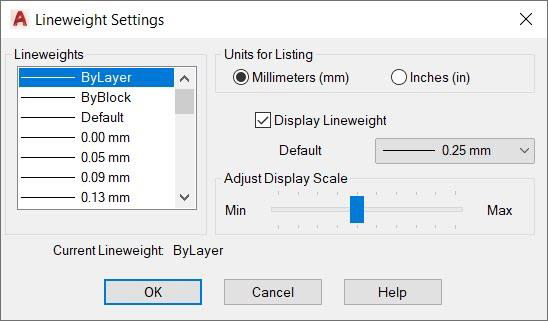 A Lineweight Settings
Lineweights
ByLayer
ByBlock
Default
0.00 mm
0.05 mm
0.09 mm
0.13 mm
Units for Listing
Millimeters (mm) Inches (in)
Display Lineweight
Default 0.25 mm
Adjust Display Scale
Min Max
Current Lineweight: ByLayer
OK Cancel Help